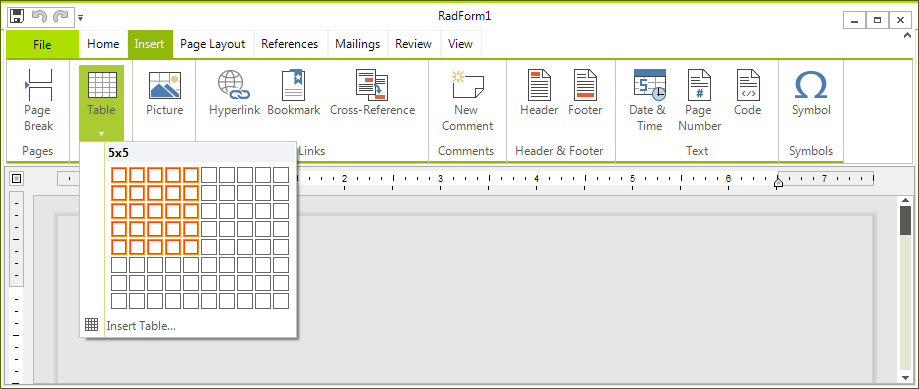 RadForm1
File Home Insert Page Layout References Mailings Review View
Page Break
Table
Picture
Hyperlink
Bookmark
Cross-Reference
New Comment
Header
Footer
Date & Time
Page Number
Code
Symbol
Pages
Links
Comments
Header & Footer
Text
Symbols
5x5
2 3 4 5 6 7
Insert Table...